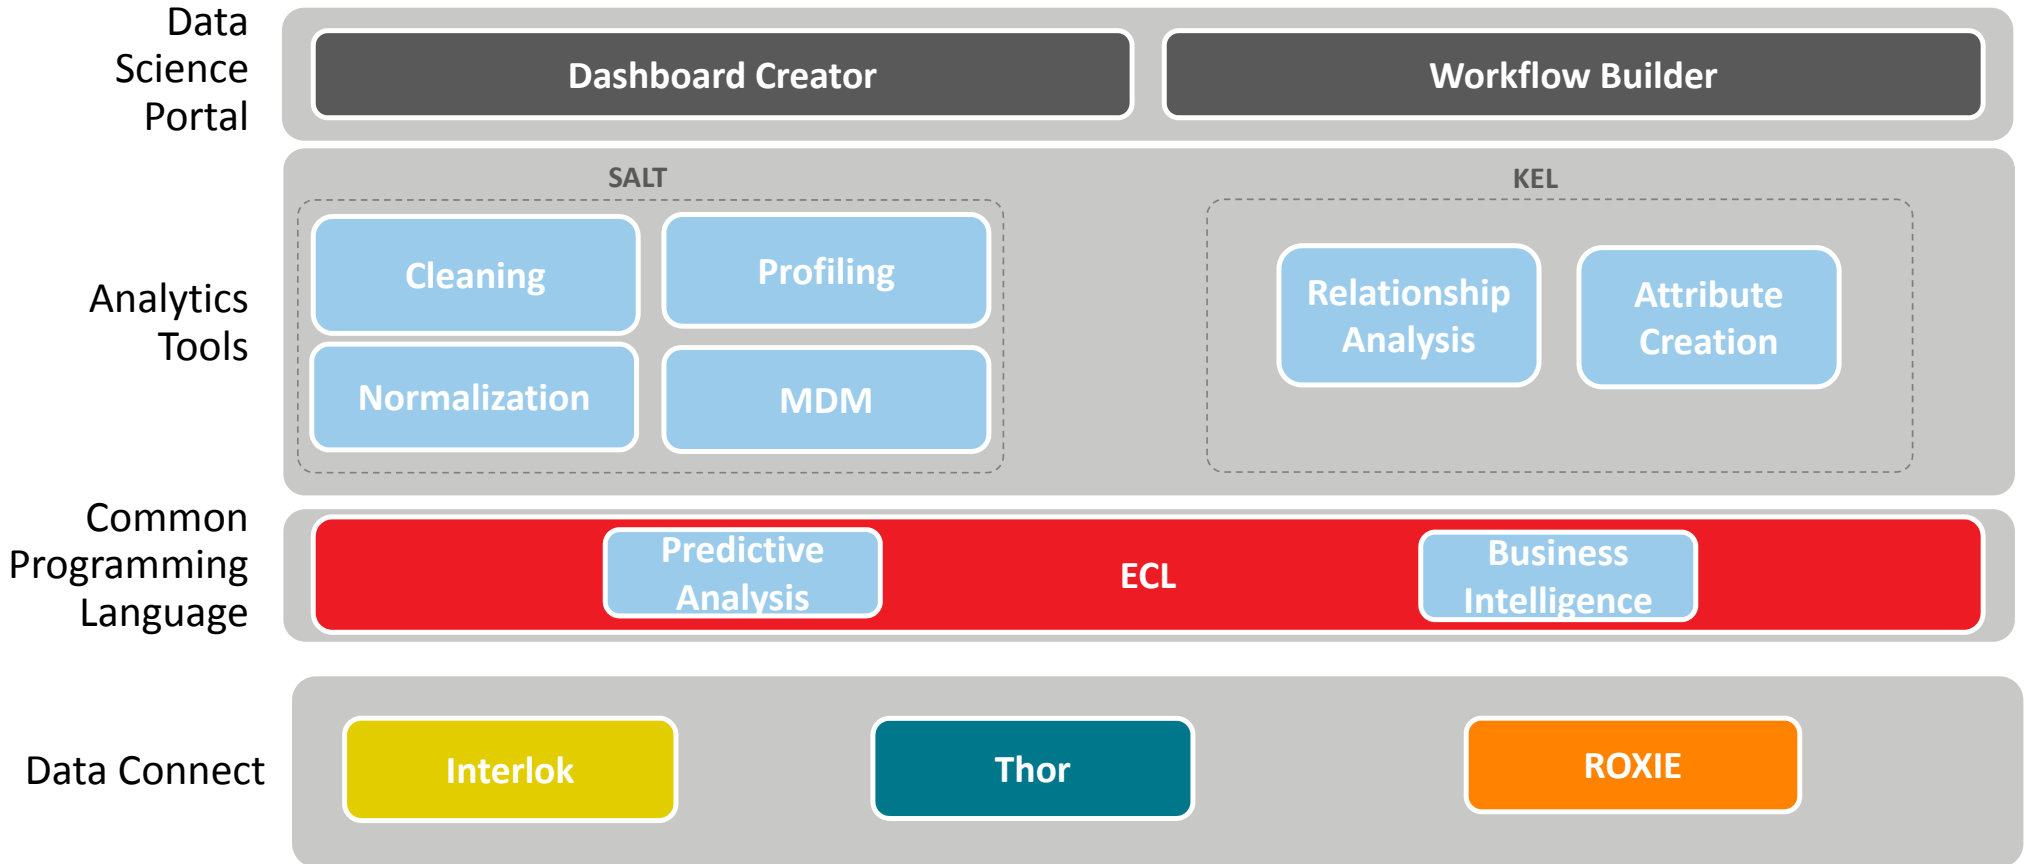 Data
Science
Portal
Dashboard Creator
Workflow Builder
Analytics
Tools
SALT
Cleaning
Profiling
Normalization
MDM
KEL
Relationship
Analysis
Attribute
Creation
Common
Programming
Language
Predictive
Analysis
ECL
Business
Intelligence
Data Connect
Interlok
Thor
ROXIE